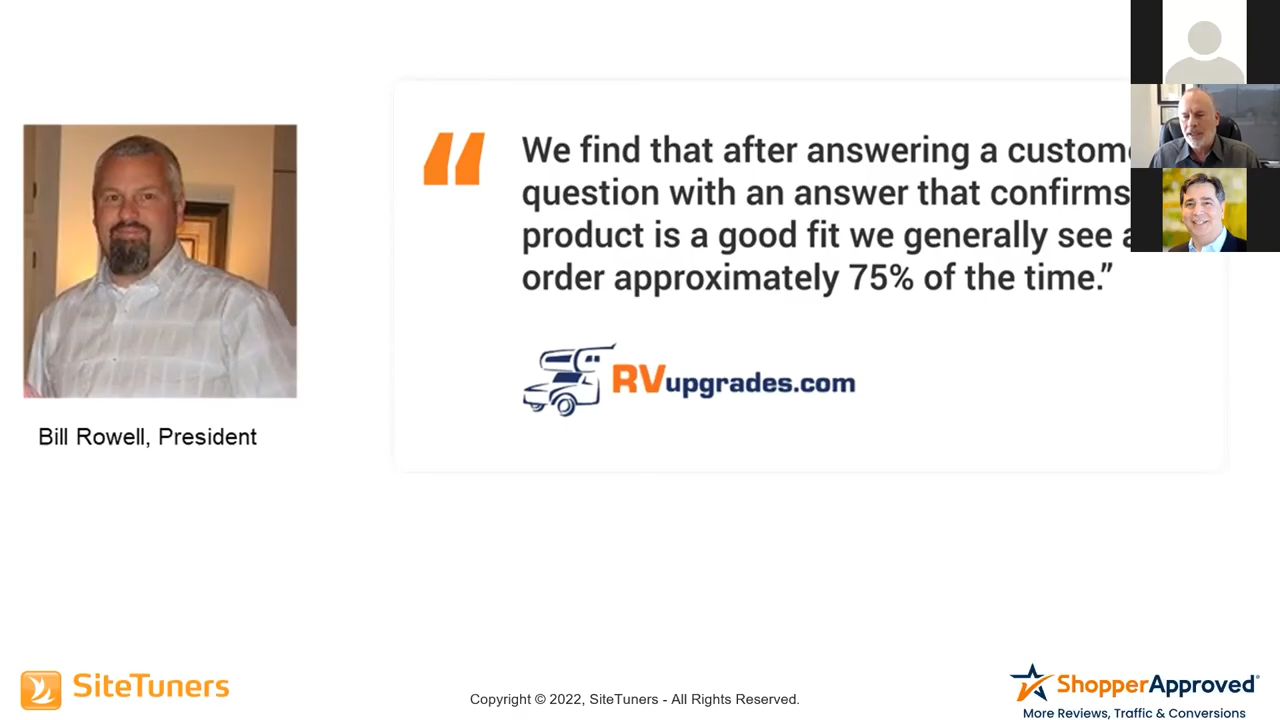 “
We find that after answering a custome
question with an answer that confirms
product is a good fit we generally see a
order approximately 75% of the time.”
RVupgrades.com
Bill Rowell, President
SiteTuners
Copyright © 2022, SiteTuners - All Rights Reserved.
ShopperApproved®
More Reviews, Traffic & Conversions